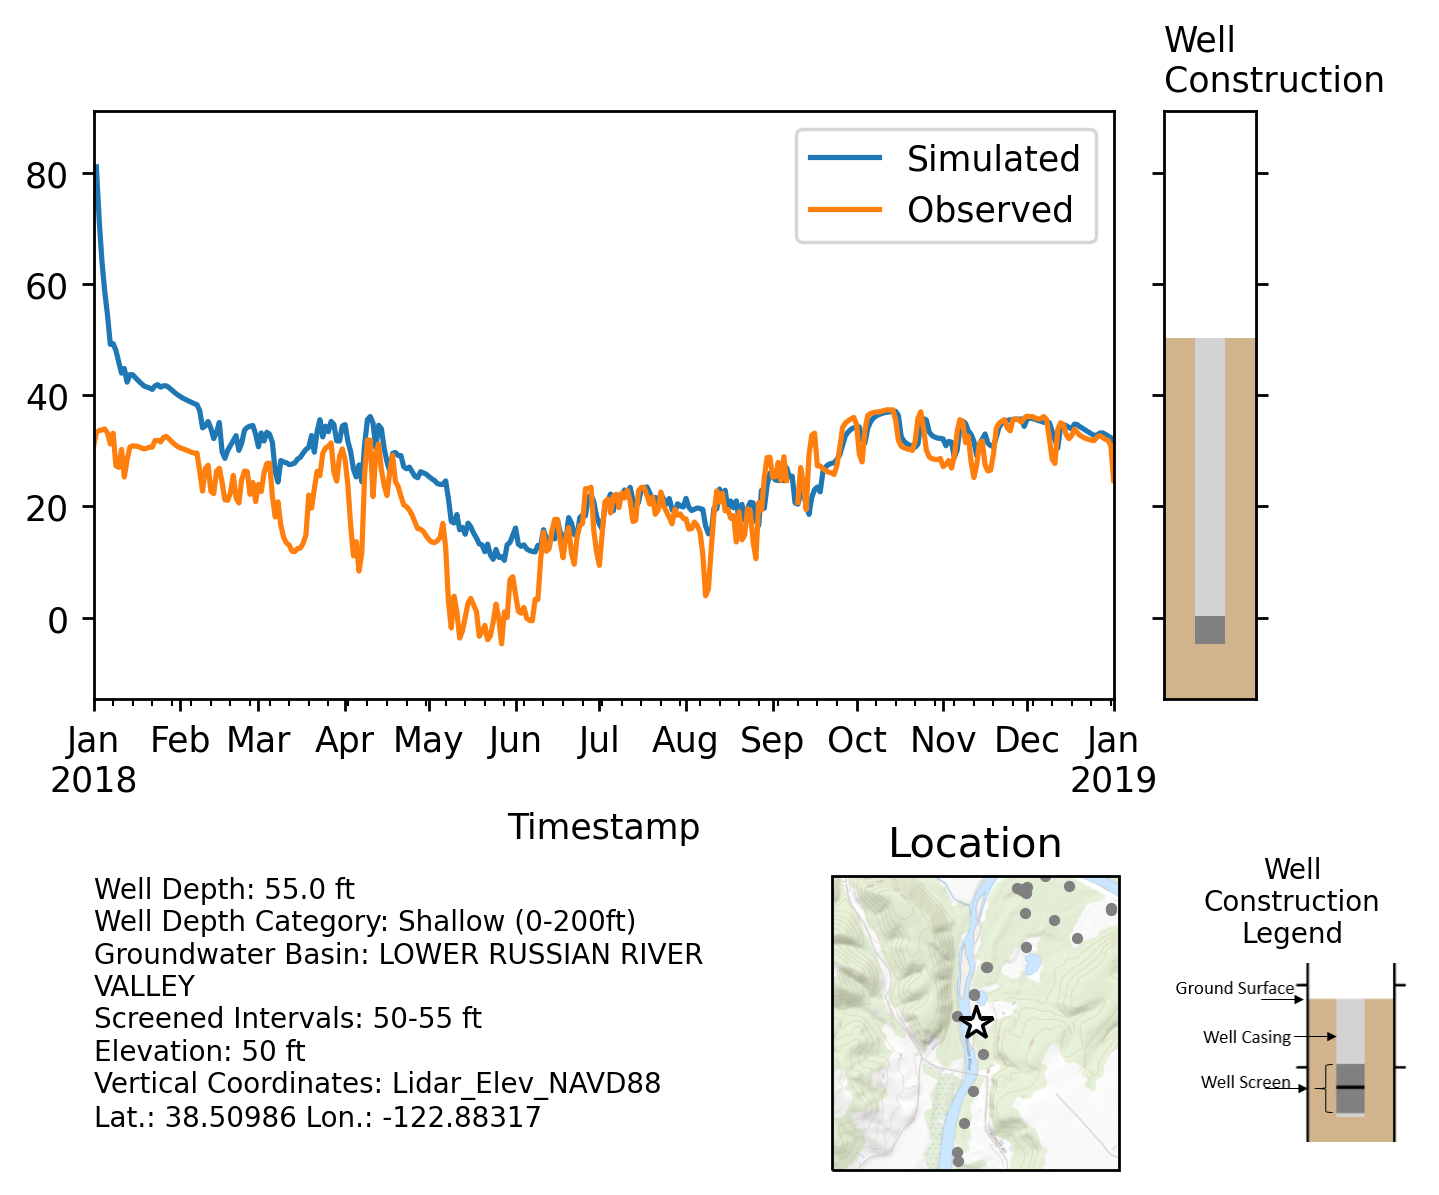 Well
Construction
80
60
40
20
0
Simulated
Observed
Jan Feb Mar Apr May Jun Jul Aug Sep Oct Nov Dec Jan
2018 2019
Timestamp
Well Depth: 55.0 ft
Well Depth Category: Shallow (0-200ft)
Groundwater Basin: LOWER RUSSIAN RIVER
VALLEY
Screened Intervals: 50-55 ft
Elevation: 50 ft
Vertical Coordinates: Lidar_Elev_NAVD88
Lat.: 38.50986 Lon.: -122.88317
Location
Well
Construction
Legend
Ground Surface
Well Casing
Well Screen